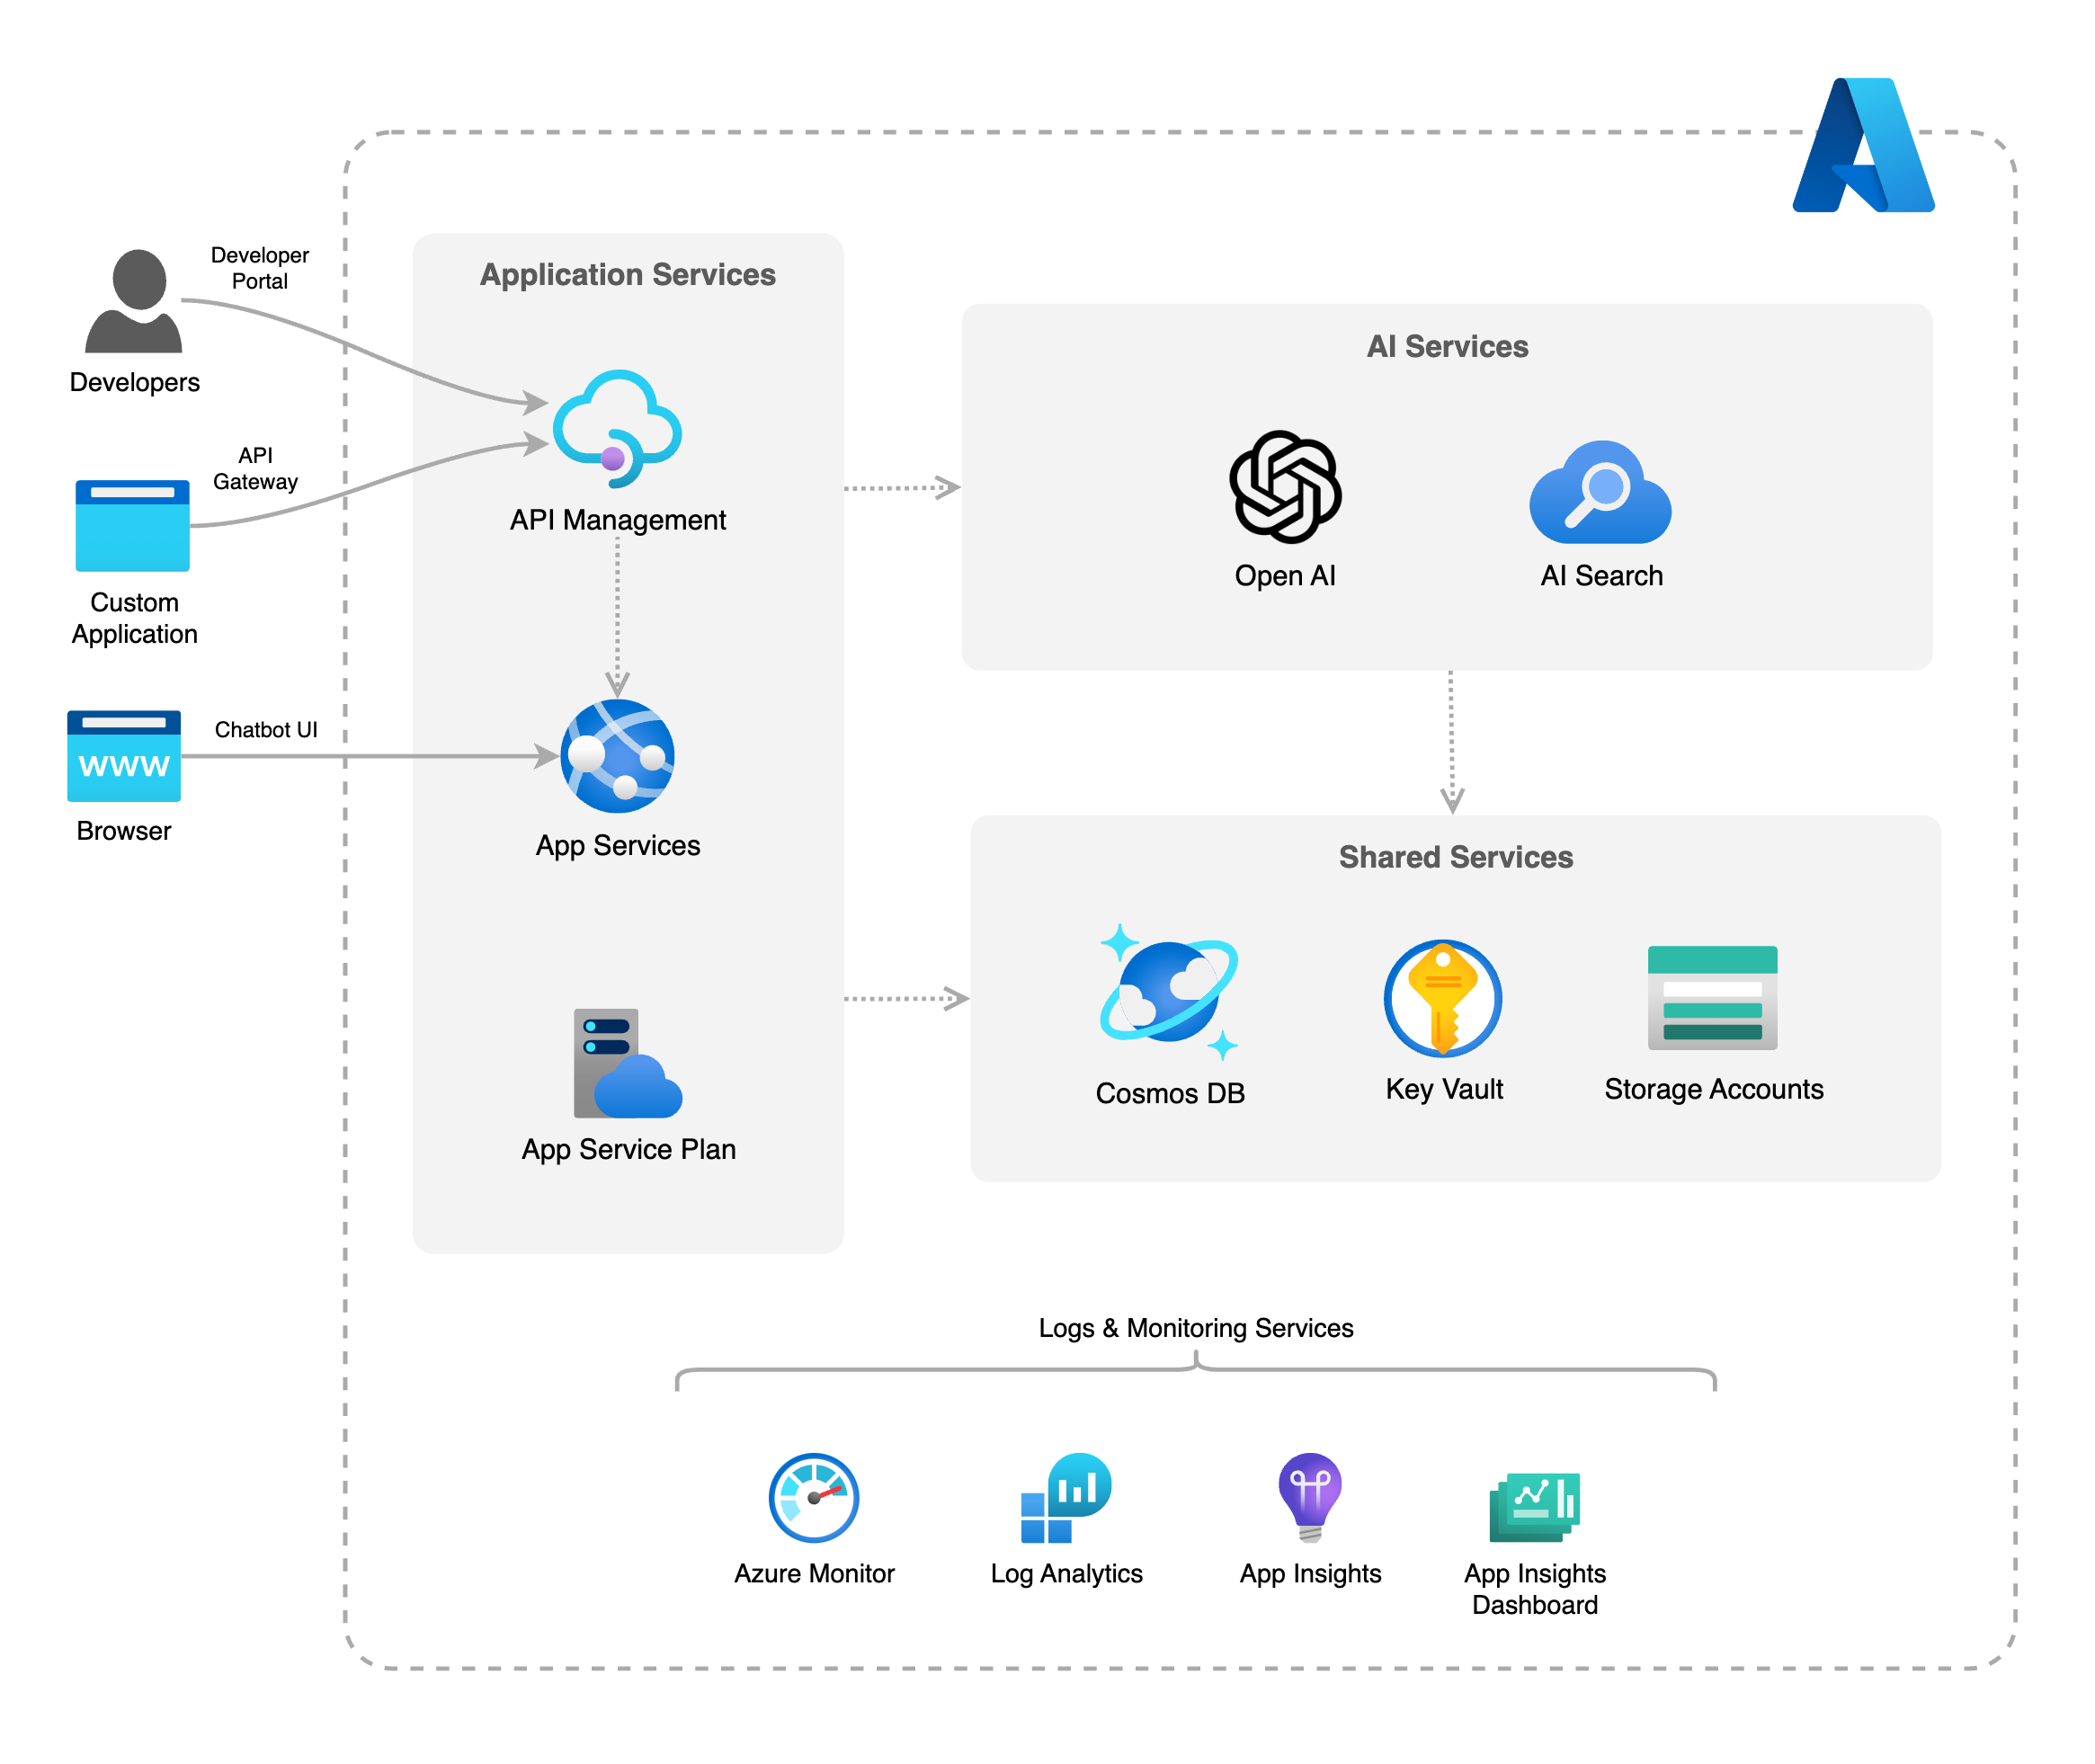 Developer
Portal
Developers
API
Gateway
Custom
Application
Chatbot UI
www
Browser
Application Services
API Management
App Services
App Service Plan
AI Services
Open AI
AI Search
Shared Services
Cosmos DB
Key Vault
Storage Accounts
Logs & Monitoring Services
Azure Monitor
Log Analytics
App Insights
App Insights
Dashboard